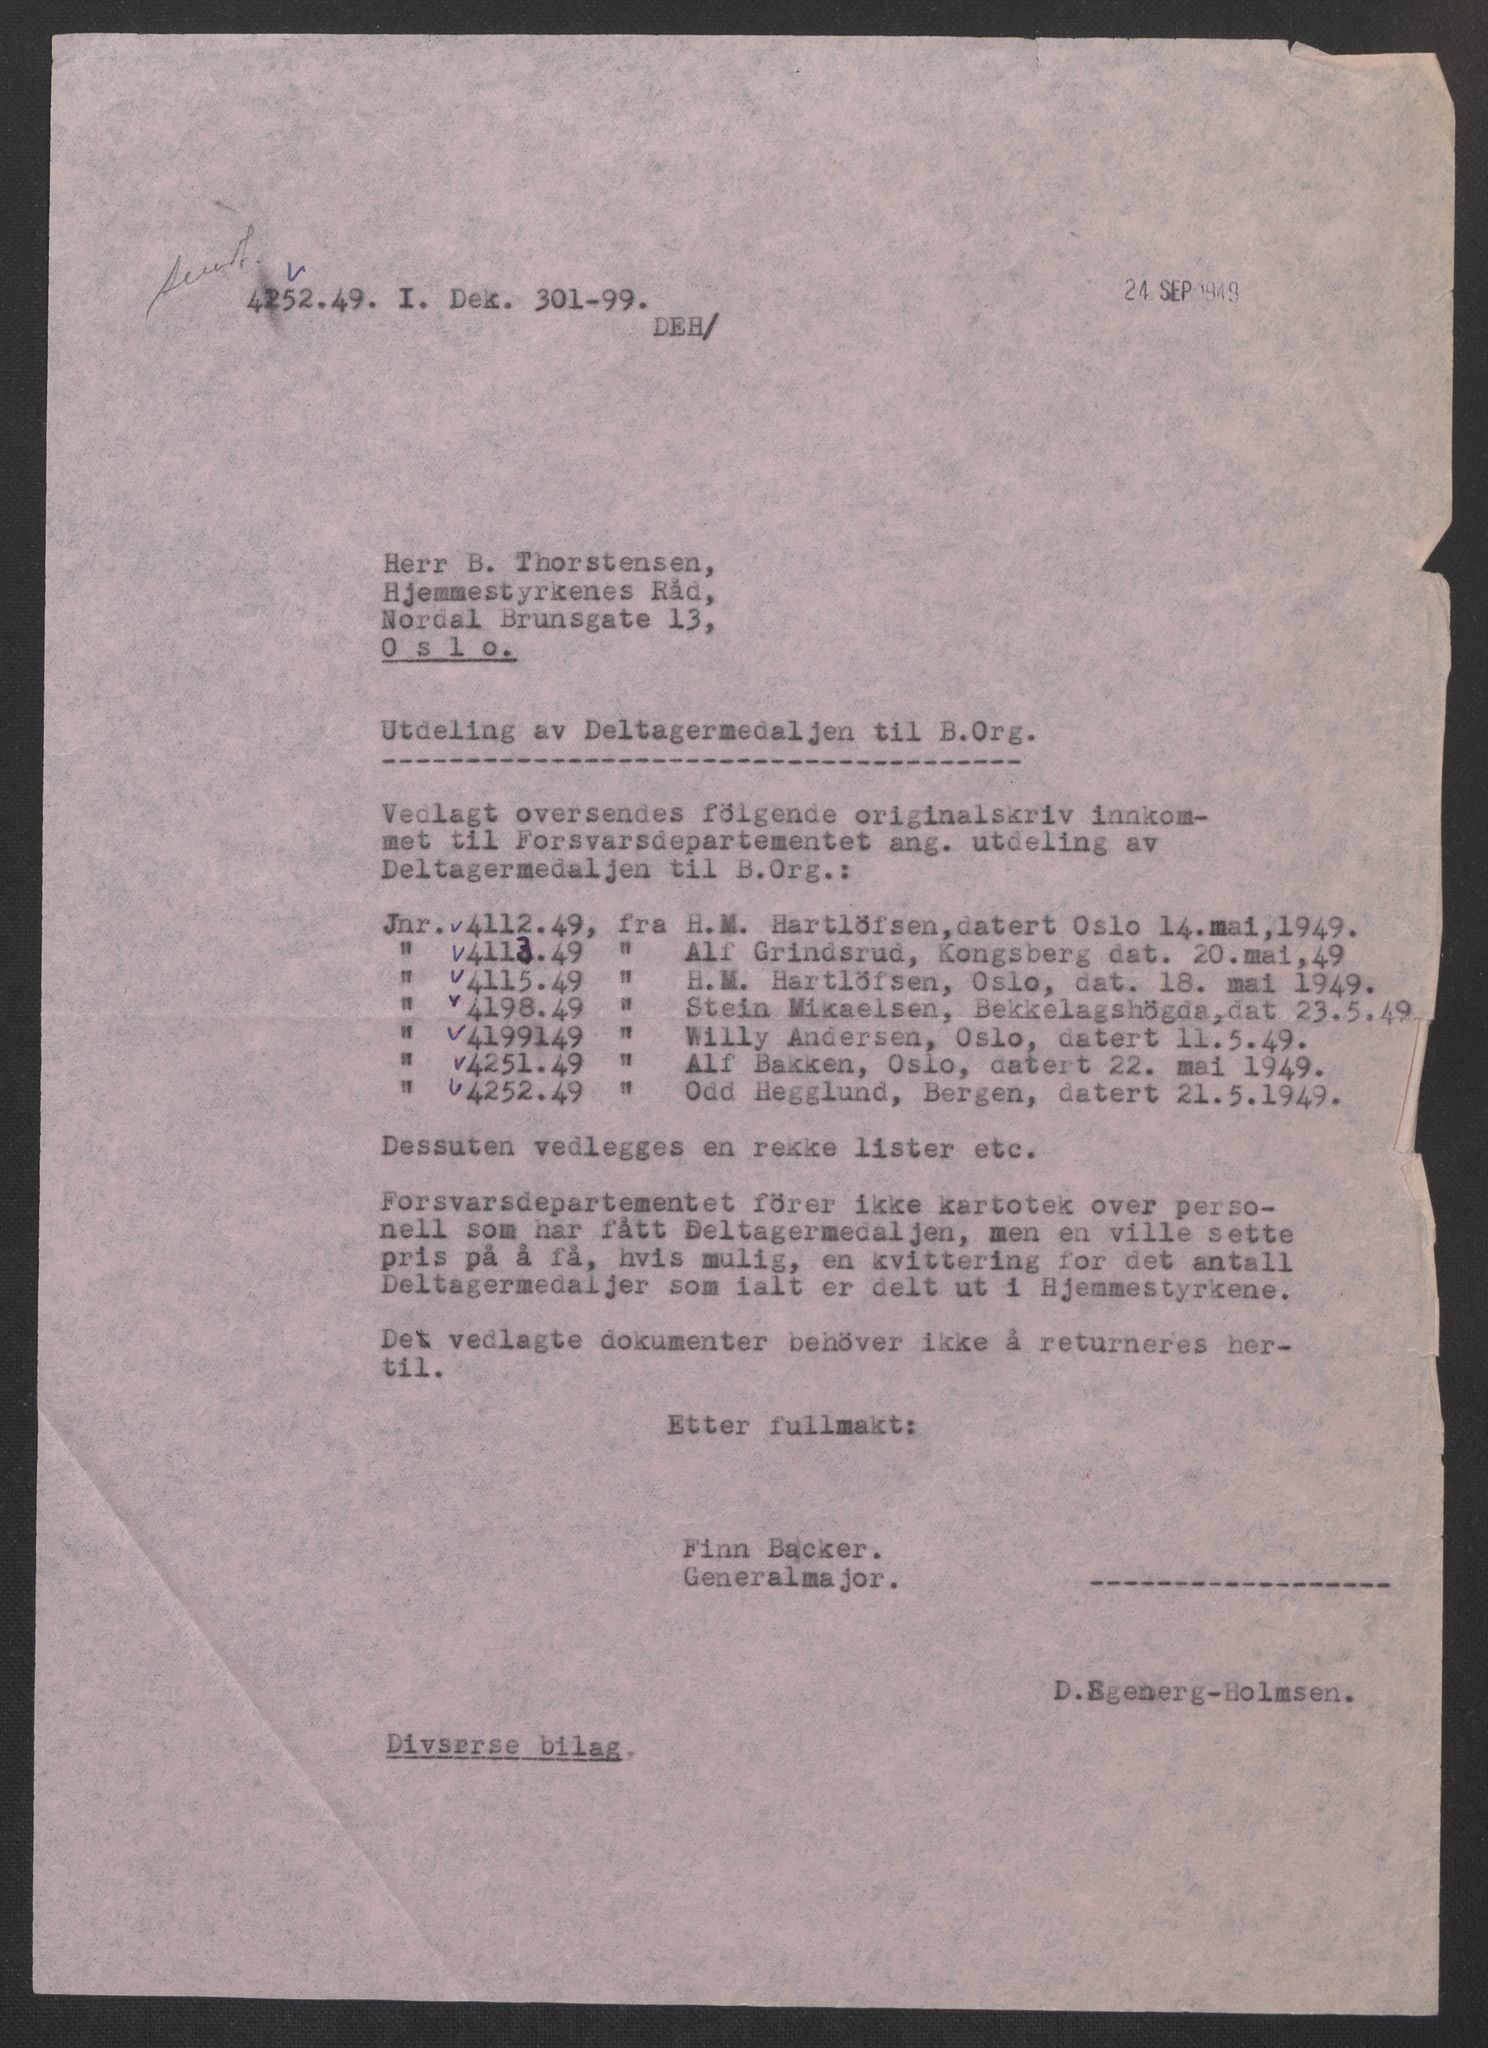 sendt.
4252.49. I. Dek. 301-99.
24 SEP 1949
DEH/
Herr B. Thorstensen,
Hjemmestyrkenes Råd,
Nordal Brunsgate 13,
O s l o.
Utdeling av Deltagermedaljen til B.Org.
---------------------------------------
Vedlagt oversendes fölgende originalskriv innkom-
met til Forsvarsdepartementet ang. utdeling av
Deltagermedaljen til B.Org.:
Jnr. v 4112.49, fra H.M. Hartlöfsen,datert Oslo 14.mai,1949.
" v 4113.49 " Alf Grindsrud, Kongsberg dat. 20.mai,49
" v 4115.49 " H.M. Hartlöfsen, Oslo, dat. 18. mai 1949.
" v 4198.49 " Stein Mikaelsen, Bekkelagshögda,dat 23.5.49
" v 4199149 " Willy Andersen, Oslo, datert 11.5.49.
" v 4251.49 " Alf Bakken, Oslo, datert 22. mai 1949.
" v 4252.49 " Odd Hegglund, Bergen, datert 21.5.1949.
Dessuten vedlegges en rekke lister etc.
Forsvarsdepartementet förer ikke kartotek over perso-
nell som har fått Deltagermedaljen, men en ville sette
pris på å få, hvis mulig, en kvittering for det antall
Deltagermedaljer som ialt er delt ut i Hjemmestyrkene.
Det vedlagte dokumenter behöver ikke å returneres her-
til.
Etter fullmakt:
Finn Backer.
Generalmajor. ------------------
D.Egenerg-Holmsen.
Divserse bilag.